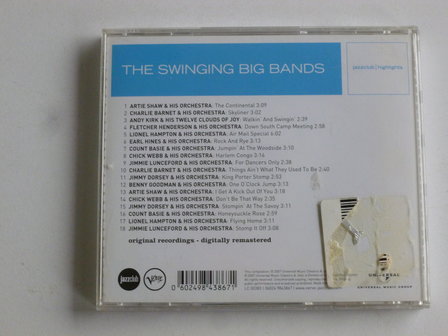 THE SWINGING BIG BANDS
jazzclub | highlights
1 ARTIE SHAW & HIS ORCHESTRA: The Continental 3:09
2 CHARLIE BARNET & HIS ORCHESTRA: Skyliner 3:02
3 ANDY KIRK & HIS TWELVE CLOUDS OF JOY: Walkin' And Swingin' 3:39
4 FLETCHER HENDERSON & HIS ORCHESTRA: Down South Camp Meeting 2:58
5 LIONEL HAMPTON & HIS ORCHESTRA: Air Mail Special 6:02
6 EARL HINES & HIS ORCHESTRA: Rock And Rye 3:13
7 COUNT BASIE & HIS ORCHESTRA: Jumpin' At The Woodside 3:10
8 CHICK WEBB & HIS ORCHESTRA: Harlem Congo 3:16
9 JIMMIE LUNCEFORD & HIS ORCHESTRA: For Dancers Only 2:38
10 CHARLIE BARNET & HIS ORCHESTRA: Things Ain't What They Used To Be 2:40
11 JIMMY DORSEY & HIS ORCHESTRA: King Porter Stomp 2:53
12 BENNY GOODMAN & HIS ORCHESTRA: One O'Clock Jump 3:13
13 ARTIE SHAW & HIS ORCHESTRA: I Get A Kick Out Of You 3:18
14 CHICK WEBB & HIS ORCHESTRA: Don't Be That Way 2:35
15 JIMMY DORSEY & HIS ORCHESTRA: Stompin' At The Savoy 3:11
16 COUNT BASIE & HIS ORCHESTRA: Honeysuckle Rose 2:59
17 LIONEL HAMPTON & HIS ORCHESTRA: Flying Home 3:11
18 JIMMIE LUNCEFORD & HIS ORCHESTRA: Stomp It Off 3:08
original recordings - digitally remastered
jazzclub
Verve
0 602498 438671
UNIVERSAL
UNIVERSAL MUSIC GROUP